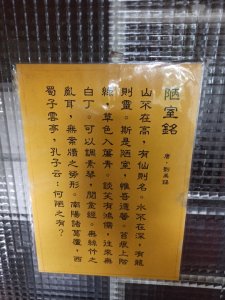 陋室銘
唐·劉禹錫
山不在高，有仙則名。水不在深，有龍
則靈。斯是陋室，惟吾德馨。苔痕上階
綠，草色入簾青。談笑有鴻儒，往來無
白丁。可以調素琴，閱金經。無絲竹之
亂耳，無案牘之勞形。南陽諸葛廬，西
蜀子雲亭，孔子云：何陋之有？